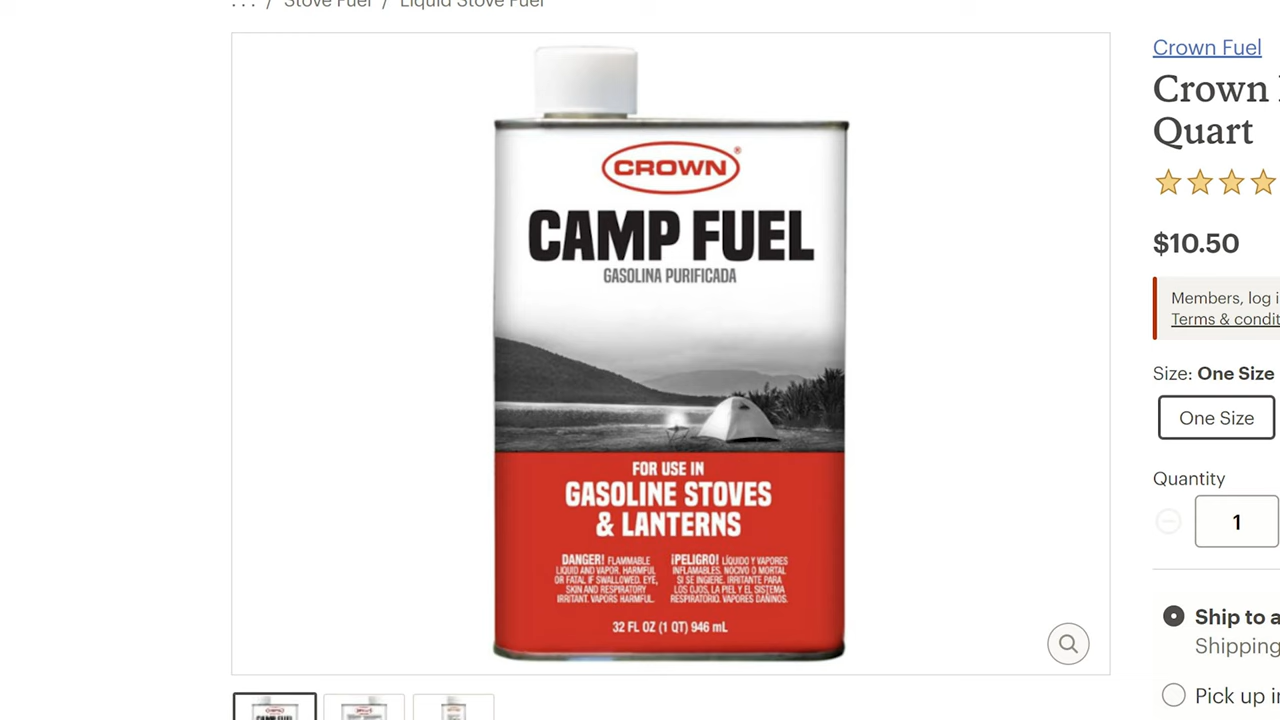 ... / Stove Fuel / Liquid Stove Fuel
CROWN®
CAMP FUEL
GASOLINA PURIFICADA
FOR USE IN
GASOLINE STOVES
& LANTERNS
DANGER! FLAMMABLE
LIQUID AND VAPOR. HARMFUL
OR FATAL IF SWALLOWED. EYE,
SKIN AND RESPIRATORY
IRRITANT. VAPORS HARMFUL.
¡PELIGRO! LÍQUIDO Y VAPORES
INFLAMABLES. NOCIVO O MORTAL
SI SE INGIERE. IRRITANTE PARA
LOS OJOS, LA PIEL Y EL SISTEMA
RESPIRATORIO. VAPORES DAÑINOS.
32 FL OZ (1 QT) 946 mL
CAMP FUEL
Crown Fuel
Crown
Quart
$10.50
Members, log i
Terms & condit
Size: One Size
One Size
Quantity
1
Ship to a
Shipping
Pick up i